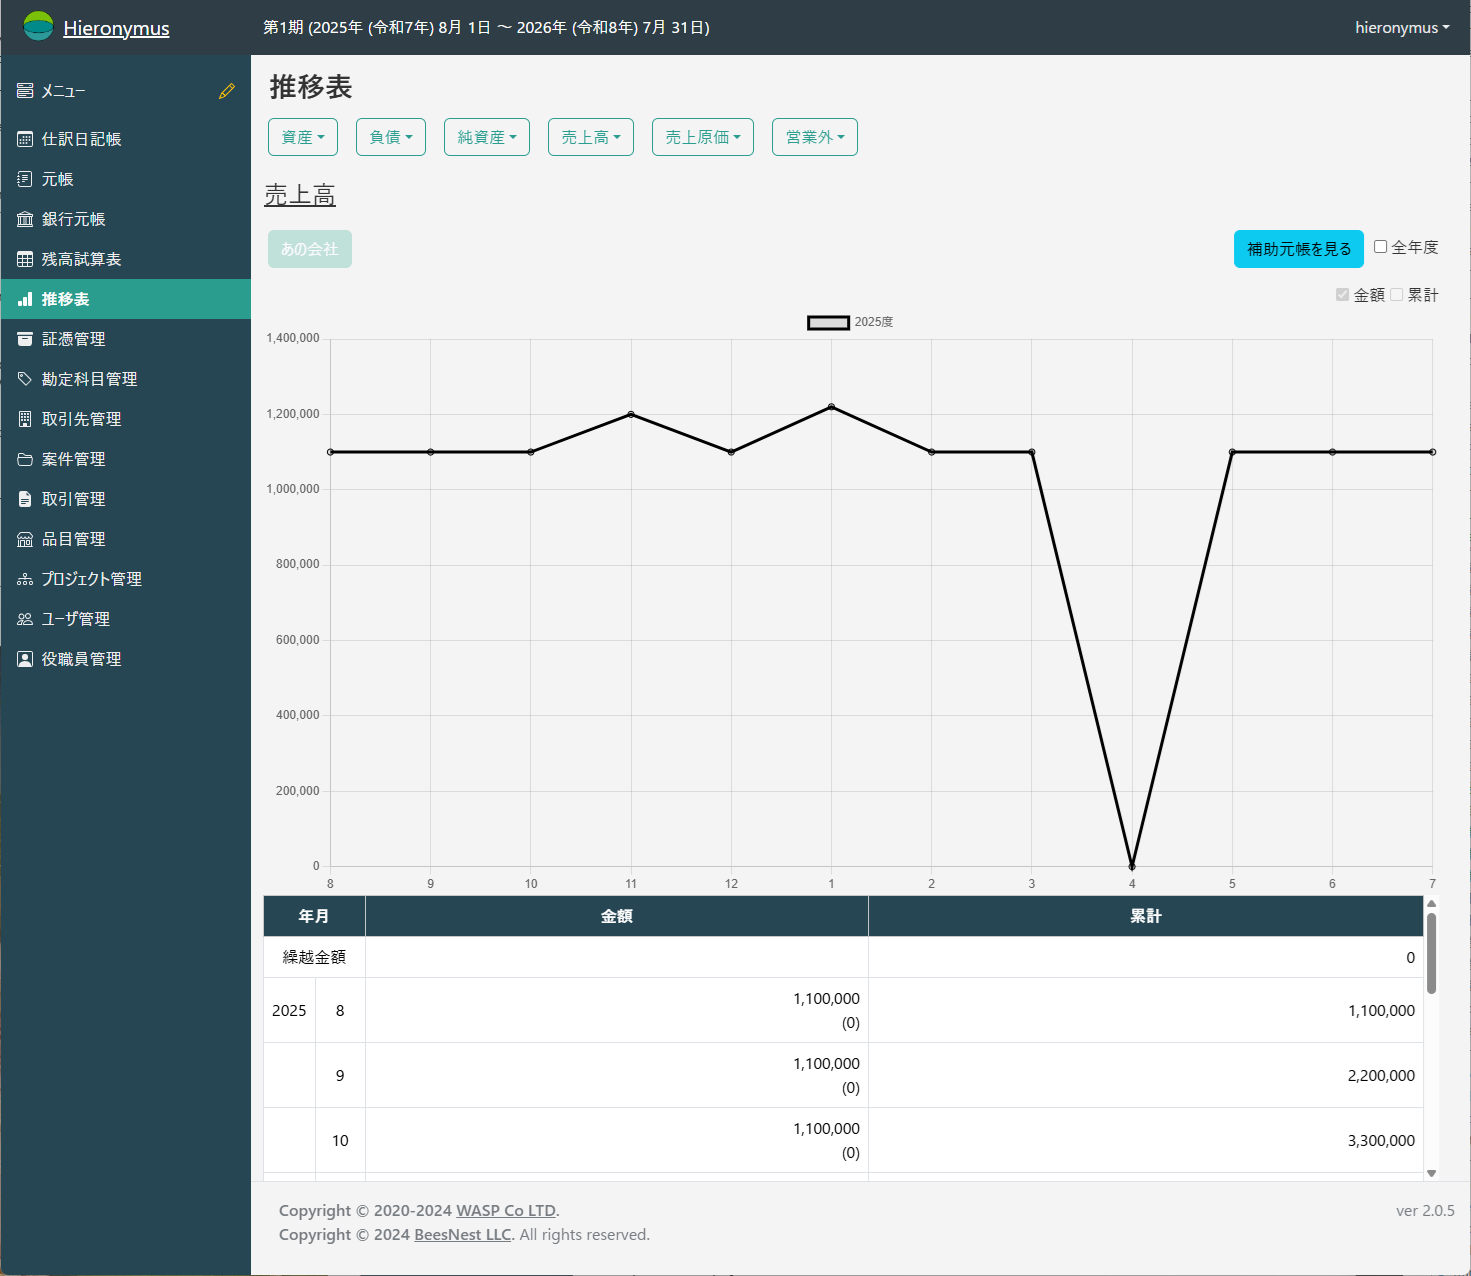 Hieronymus
第1期 (2025年 (令和7年) 8月 1日 ～ 2026年 (令和8年) 7月 31日)
hieronymus
メニュー
仕訳日記帳
元帳
銀行元帳
残高試算表
推移表
証憑管理
勘定科目管理
取引先管理
案件管理
取引管理
品目管理
プロジェクト管理
ユーザ管理
役職員管理
推移表
資産 負債 純資産 売上高 売上原価 営業外
売上高
あの会社
補助元帳を見る 全年度
金額 累計
2025度
1,400,000
1,200,000
1,000,000
800,000
600,000
400,000
200,000
0
8 9 10 11 12 1 2 3 4 5 6 7
年月 金額 累計
繰越金額 0
2025 8 1,100,000 1,100,000
(0)
9 1,100,000 2,200,000
(0)
10 1,100,000 3,300,000
(0)
Copyright © 2020-2024 WASP Co LTD.
ver 2.0.5
Copyright © 2024 BeesNest LLC. All rights reserved.